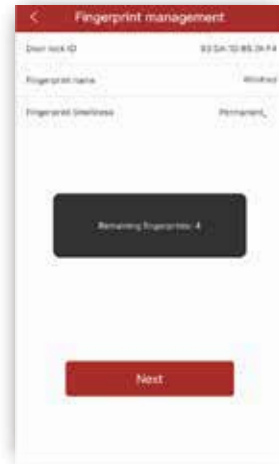 Fingerprint management
Door lock ID
Fingerprint name
Fingerprint timeliness Permanent
Remaining fingerprints: 4
Next